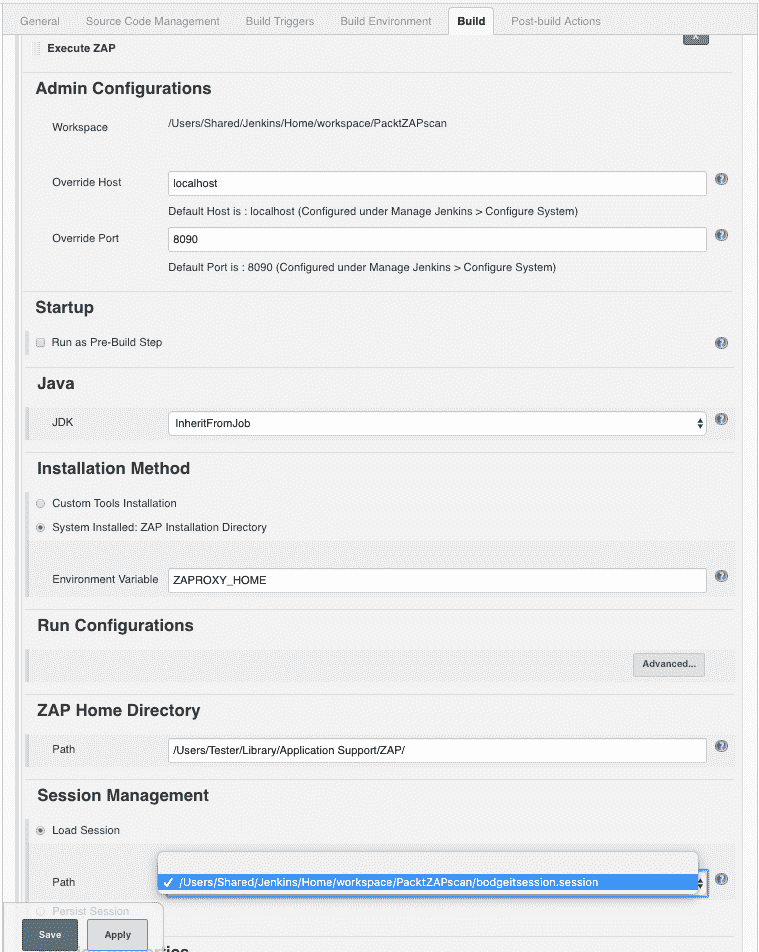 General Source Code Management Build Triggers Build Environment Build Post-build Actions
Execute ZAP
X
Admin Configurations
Workspace /Users/Shared/Jenkins/Home/workspace/PacktZAPscan
Override Host localhost
Default Host is : localhost (Configured under Manage Jenkins > Configure System)
Override Port 8090
Default Port is : 8090 (Configured under Manage Jenkins > Configure System)
Startup
Run as Pre-Build Step
Java
JDK InheritFromJob
Installation Method
Custom Tools Installation
System Installed: ZAP Installation Directory
Environment Variable ZAPROXY_HOME
Run Configurations
Advanced...
ZAP Home Directory
Path /Users/Tester/Library/Application Support/ZAP/
Session Management
Load Session
Path /Users/Shared/Jenkins/Home/workspace/PacktZAPscan/bodgeitsession.session
Persist Session
Save Apply